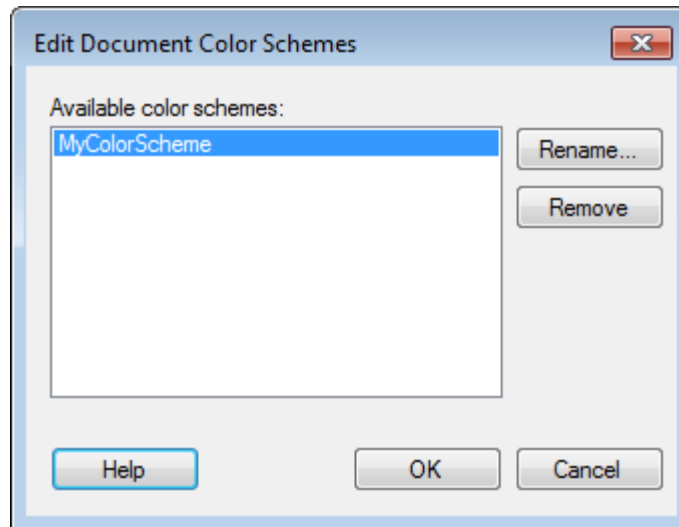 Edit Document Color Schemes
Available color schemes:
MyColorScheme
Rename...
Remove
Help
OK
Cancel